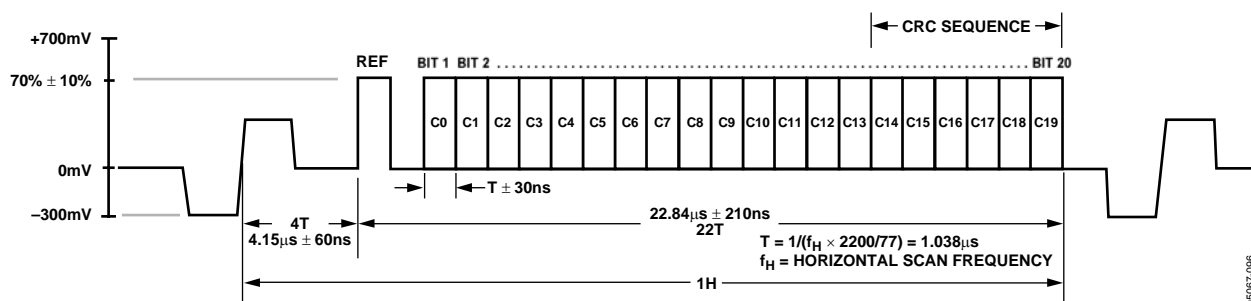 CRC SEQUENCE
+700mV
REF
BIT 1 BIT 2 ........................................................................ BIT 20
70% ± 10%
C0 C1 C2 C3 C4 C5 C6 C7 C8 C9 C10 C11 C12 C13 C14 C15 C16 C17 C18 C19
0mV
T ± 30ns
–300mV
4T
4.15µs ± 60ns
22.84µs ± 210ns
22T
T = 1/(fH × 2200/77) = 1.038µs
fH = HORIZONTAL SCAN FREQUENCY
1H